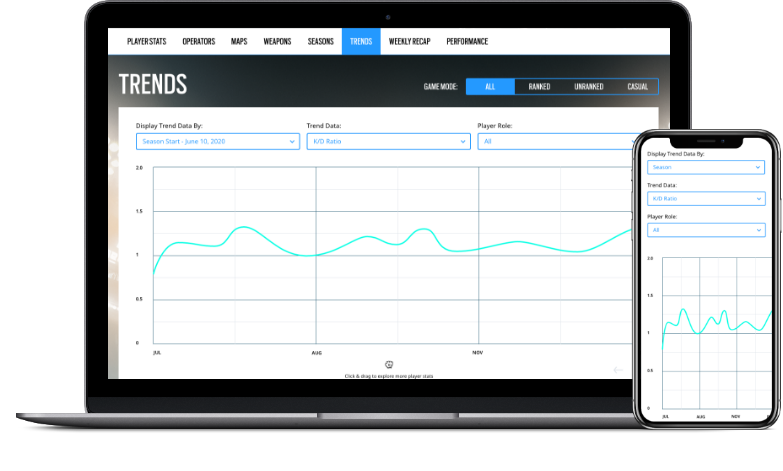 PLAYER STATS OPERATORS MAPS WEAPONS SEASONS TRENDS WEEKLY RECAP PERFORMANCE
TRENDS
GAME MODE: ALL RANKED UNRANKED CASUAL
Display Trend Data By: Trend Data: Player Role:
Season Start - June 10, 2020 K/D Ratio All
2.0
1.5
1
0.5
0
JUL AUG NOV
Click & drag to explore more player stats
Display Trend Data By:
Season
Trend Data:
K/D Ratio
Player Role:
All
2.0
1.5
1
0.5
0
JUL AUG NOV